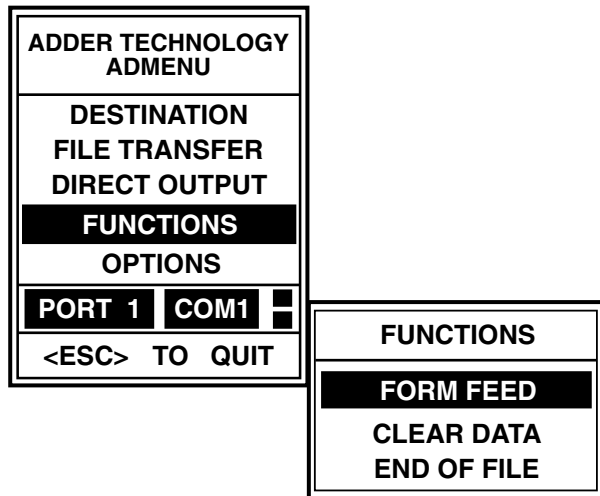 ADDER TECHNOLOGY
ADMENU
DESTINATION
FILE TRANSFER
DIRECT OUTPUT
FUNCTIONS
OPTIONS
PORT 1 COM1
<ESC> TO QUIT
FUNCTIONS
FORM FEED
CLEAR DATA
END OF FILE